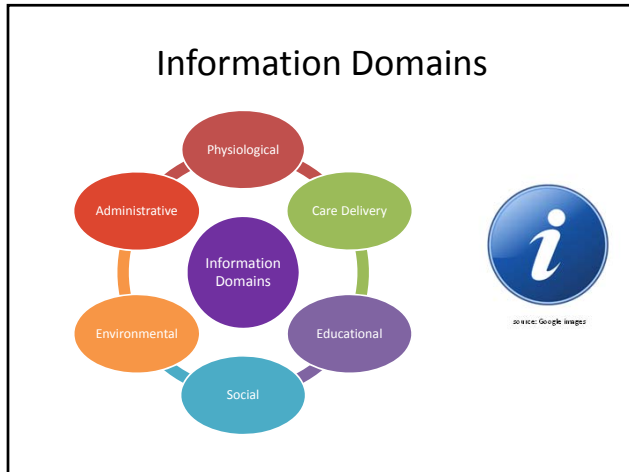 Information Domains
Physiological
Administrative
Care Delivery
Information
Domains
Environmental
Educational
Social
i
source: Google images